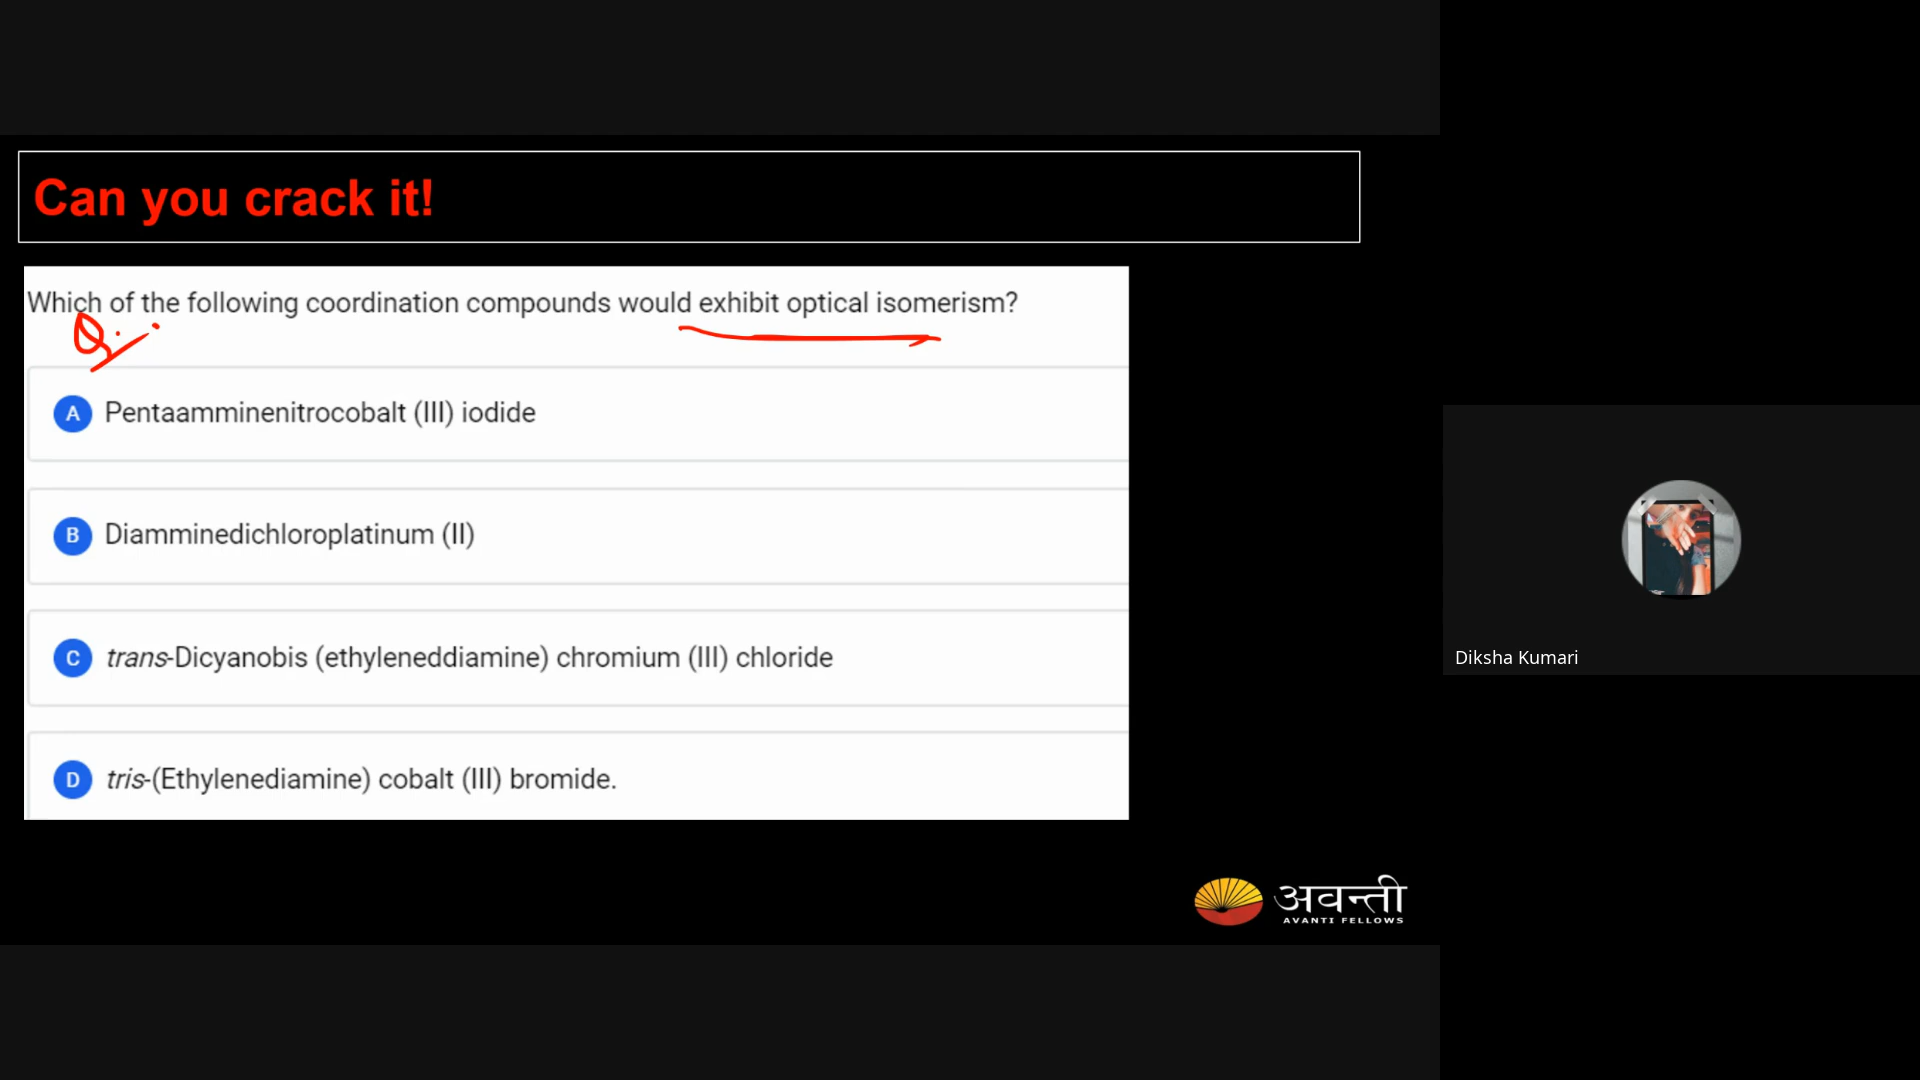 Can you crack it!
Which of the following coordination compounds would exhibit optical isomerism?
Q.
A Pentaamminenitrocobalt (III) iodide
B Diamminedichloroplatinum (II)
C trans-Dicyanobis (ethyleneddiamine) chromium (III) chloride
D tris-(Ethylenediamine) cobalt (III) bromide.
Diksha Kumari
अवन्ती
AVANTI FELLOWS